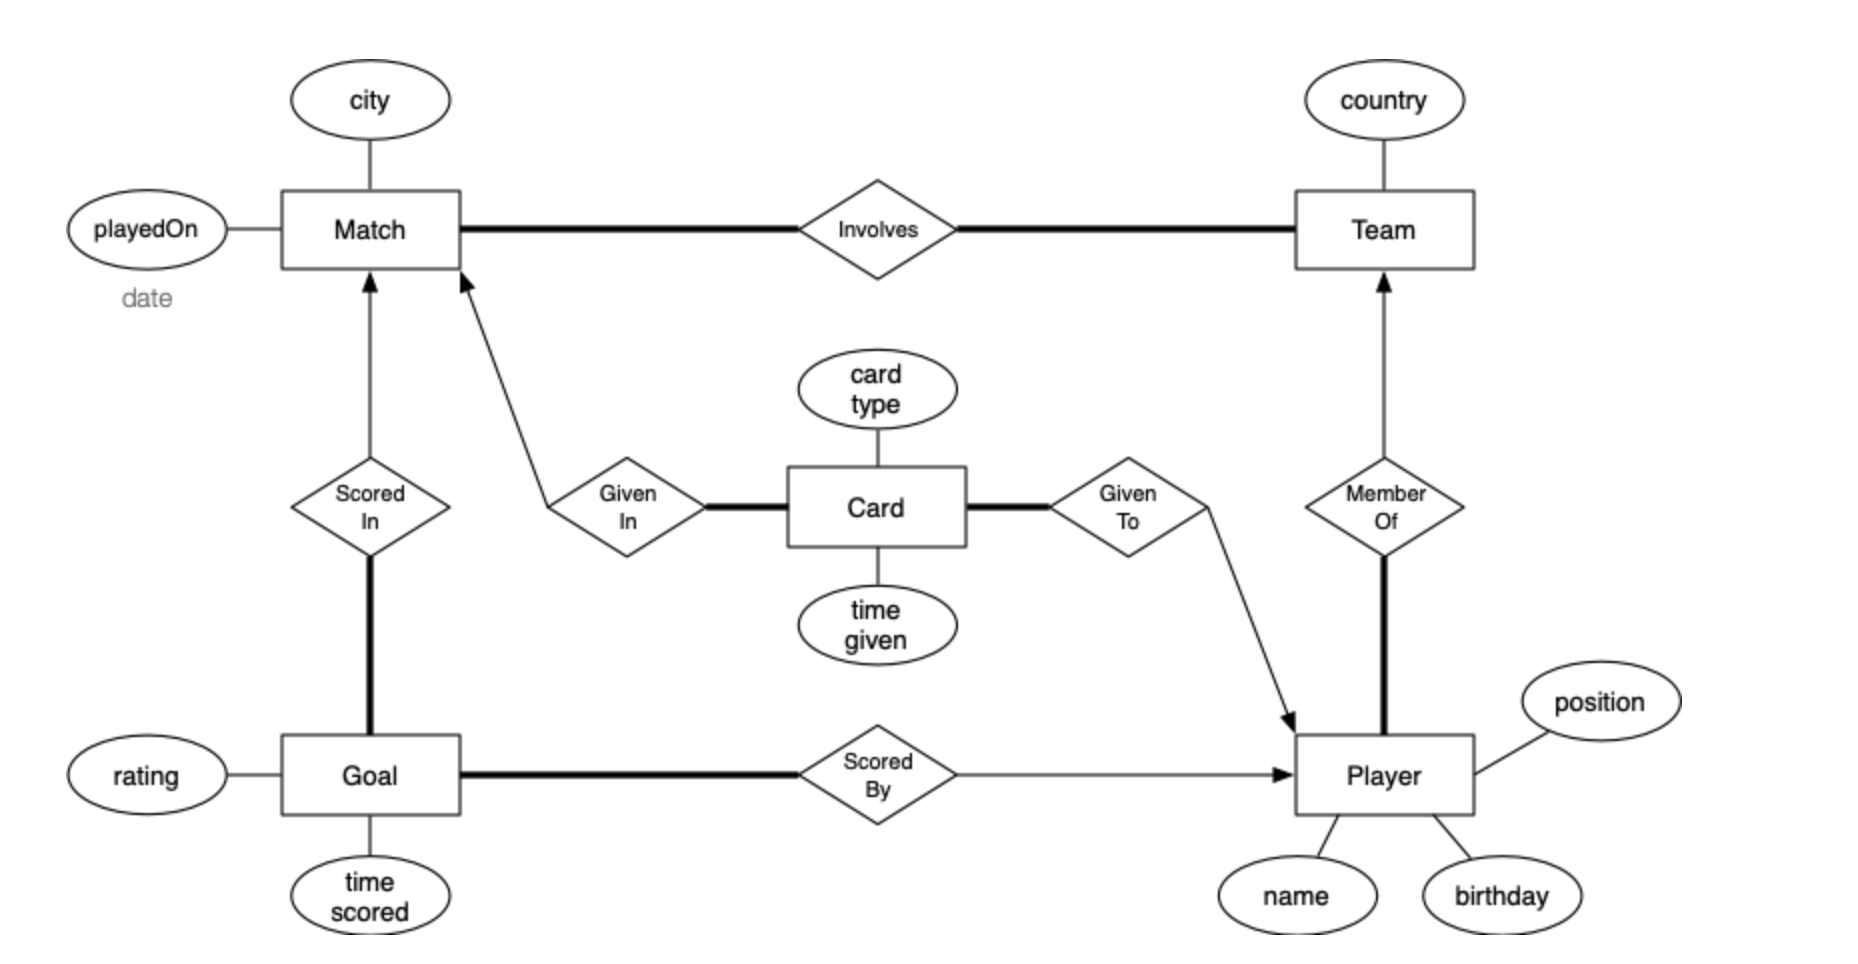 city
country
playedOn
Match
Involves
Team
date
card
type
Scored
In
Given
In
Card
Given
To
Member
Of
time
given
position
rating
Goal
Scored
By
Player
time
scored
name
birthday